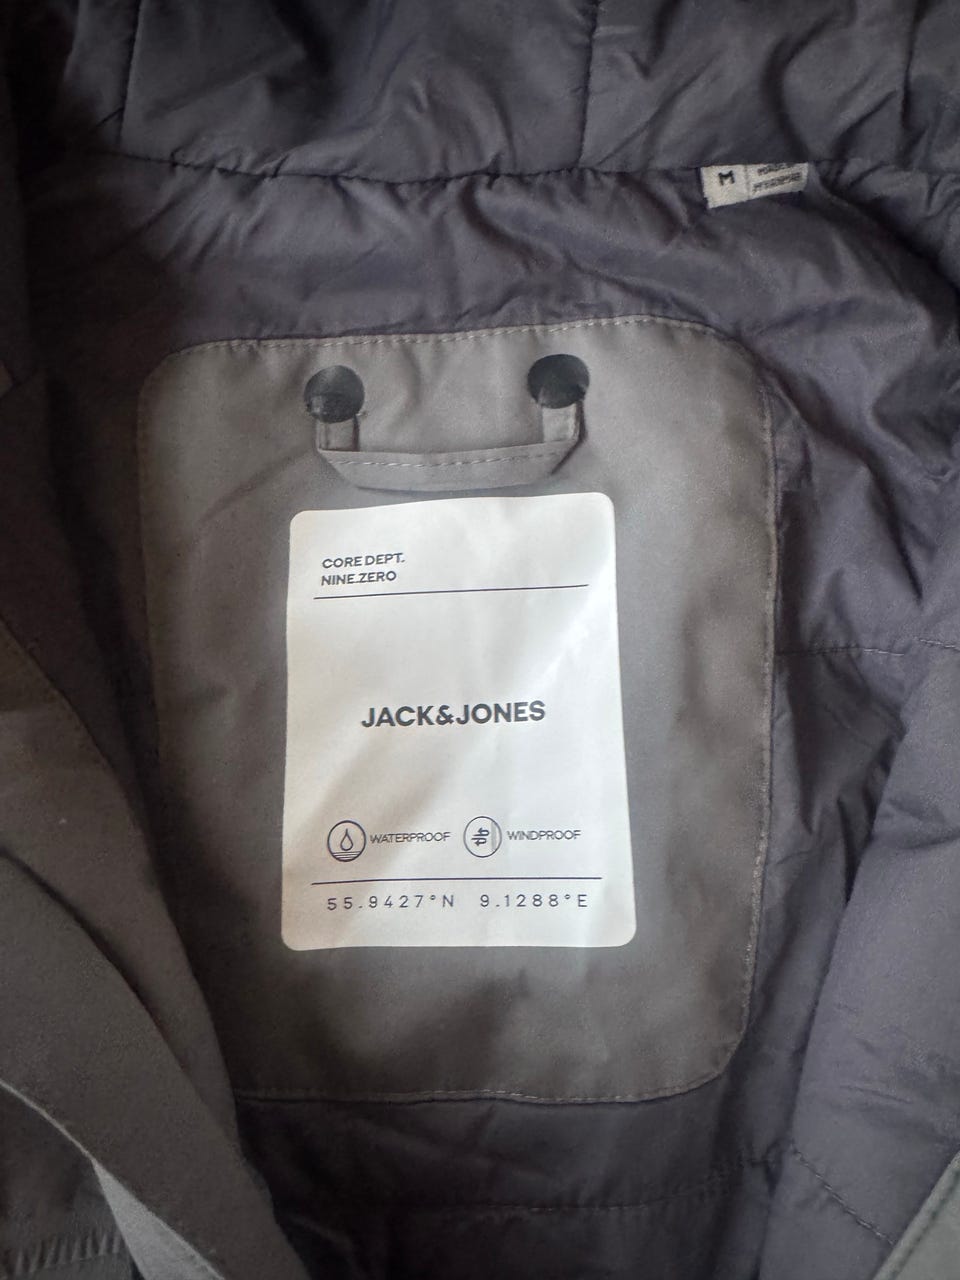 M
CORE DEPT.
NINE.ZERO
JACK&JONES
WATERPROOF WINDPROOF
55.9427°N 9.1288°E